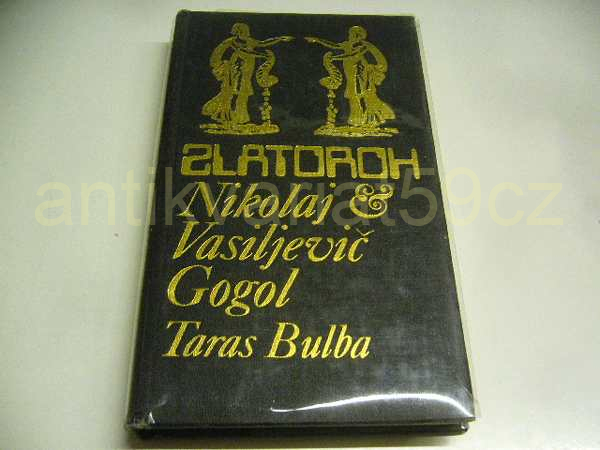 ZLATOROH
Nikolaj &
Vasiljevič
Gogol
Taras Bulba
antikvariat59cz